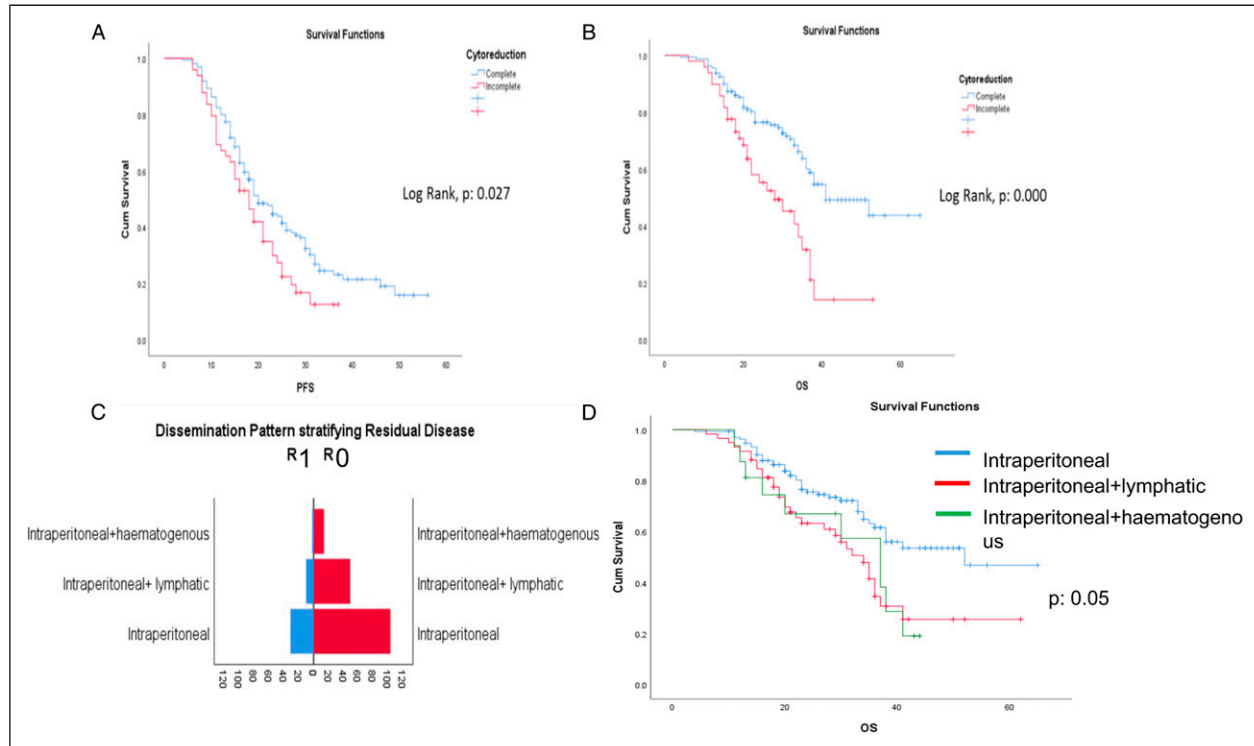 A
Survival Functions
Cytoreduction
Complete
Incomplete
1.0
0.8
0.6
0.4
0.2
0.0
Cum Survival
Log Rank, p: 0.027
0 10 20 30 40 50 60
PFS
B
Survival Functions
Cytoreduction
Complete
Incomplete
1.0
0.8
0.6
0.4
0.2
0.0
Cum Survival
Log Rank, p: 0.000
0 20 40 60
OS
C
Dissemination Pattern stratifying Residual Disease
R1 R0
Intraperitoneal+haematogenous Intraperitoneal+haematogenous
Intraperitoneal+ lymphatic Intraperitoneal+ lymphatic
Intraperitoneal Intraperitoneal
120 100 80 60 40 20 0 20 40 60 80 100 120
D
Survival Functions
Intraperitoneal
Intraperitoneal+lymphatic
Intraperitoneal+haematogeno
us
1.0
0.8
0.6
0.4
0.2
0.0
Cum Survival
p: 0.05
0 20 40 60
OS